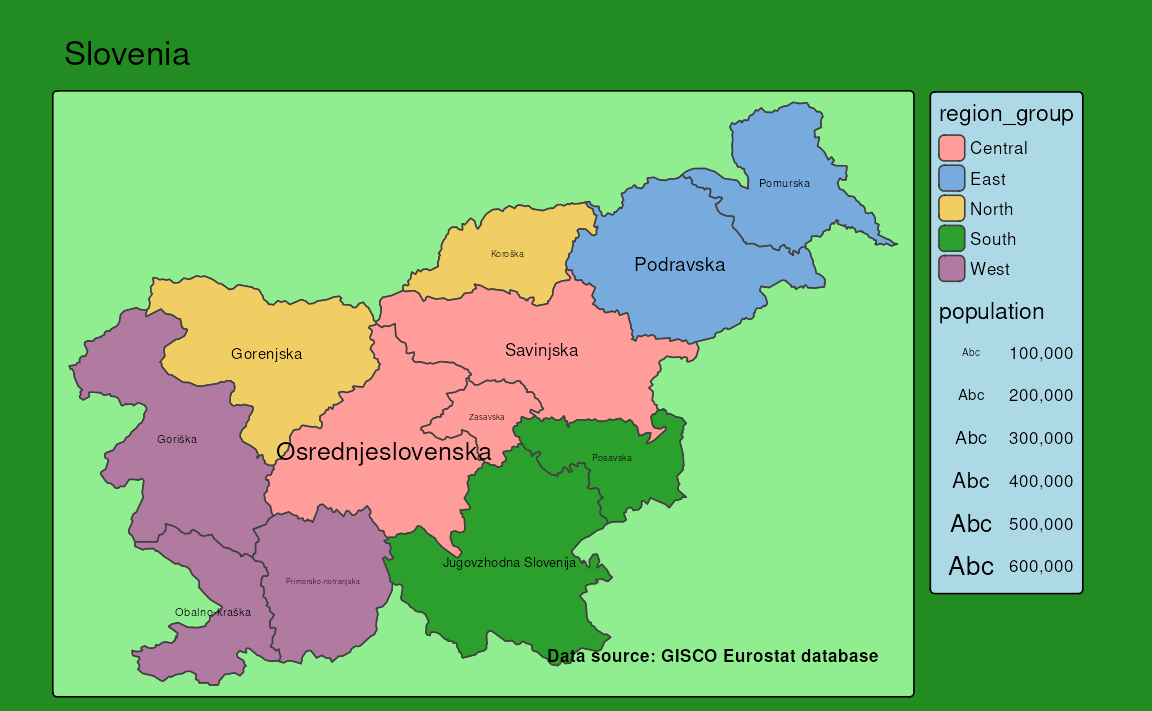 Slovenia
Pomurska
Koroška
Podravska
Gorenjska
Savinjska
Zasavska
Goriška
Osrednjeslovenska
Posavska
Jugovzhodna Slovenija
Primorsko-notranjska
Obalno-kraška
Data source: GISCO Eurostat database
region_group
Central
East
North
South
West
population
Abc 100,000
Abc 200,000
Abc 300,000
Abc 400,000
Abc 500,000
Abc 600,000